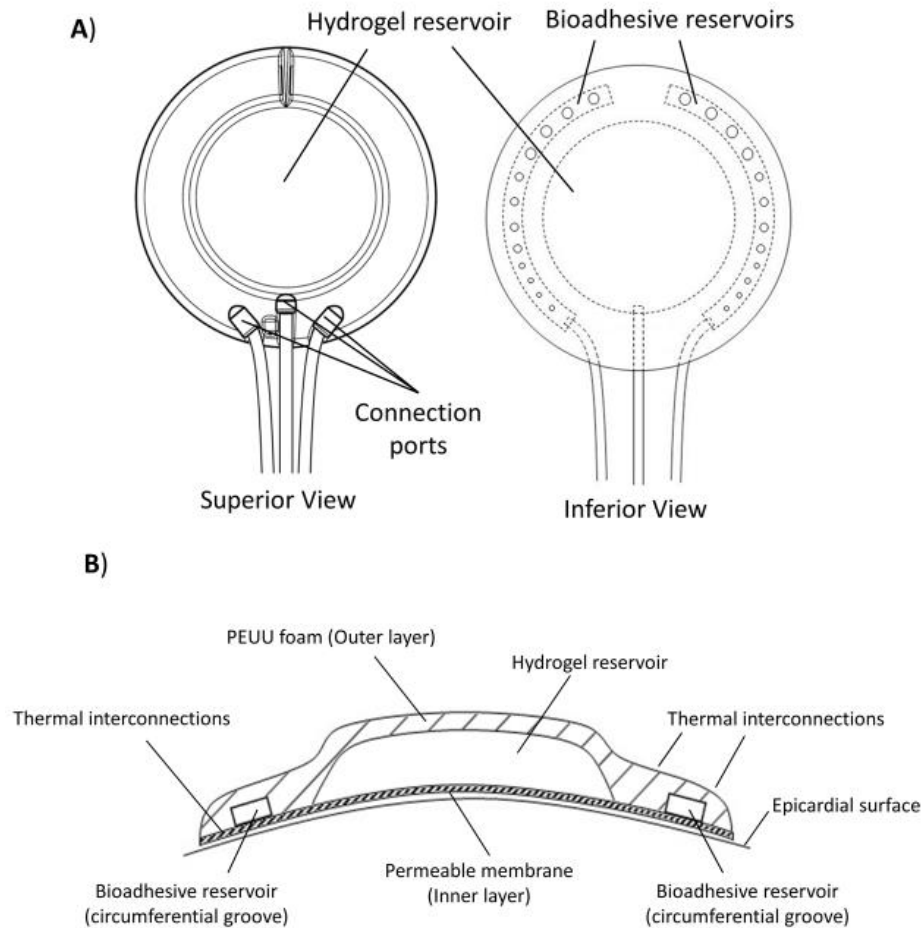 A)
Hydrogel reservoir
Bioadhesive reservoirs
Connection
ports
Superior View
Inferior View
B)
PEUU foam (Outer layer)
Hydrogel reservoir
Thermal interconnections
Thermal interconnections
Epicardial surface
Permeable membrane
(Inner layer)
Bioadhesive reservoir
(circumferential groove)
Bioadhesive reservoir
(circumferential groove)